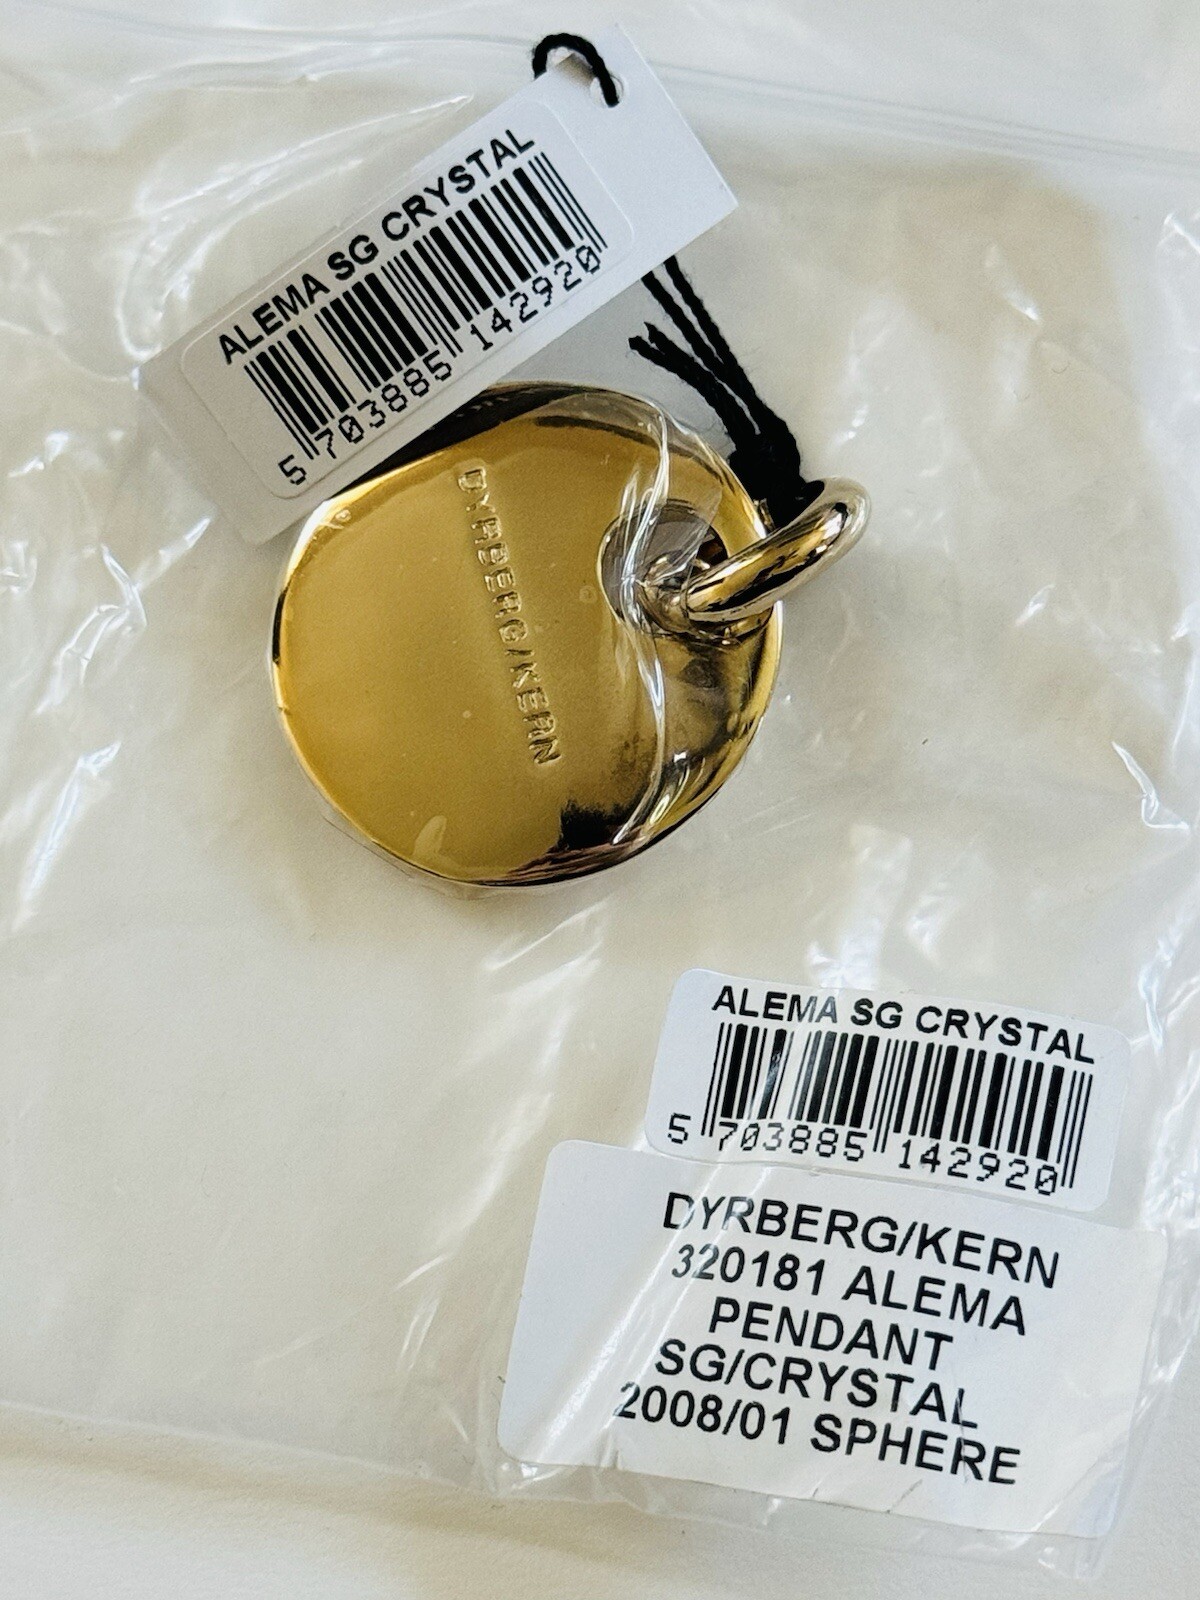 ALEMA SG CRYSTAL
5 703885 142920
DYRBERG/KERN
ALEMA SG CRYSTAL
5 703885 142920
DYRBERG/KERN
320181 ALEMA
PENDANT
SG/CRYSTAL
2008/01 SPHERE